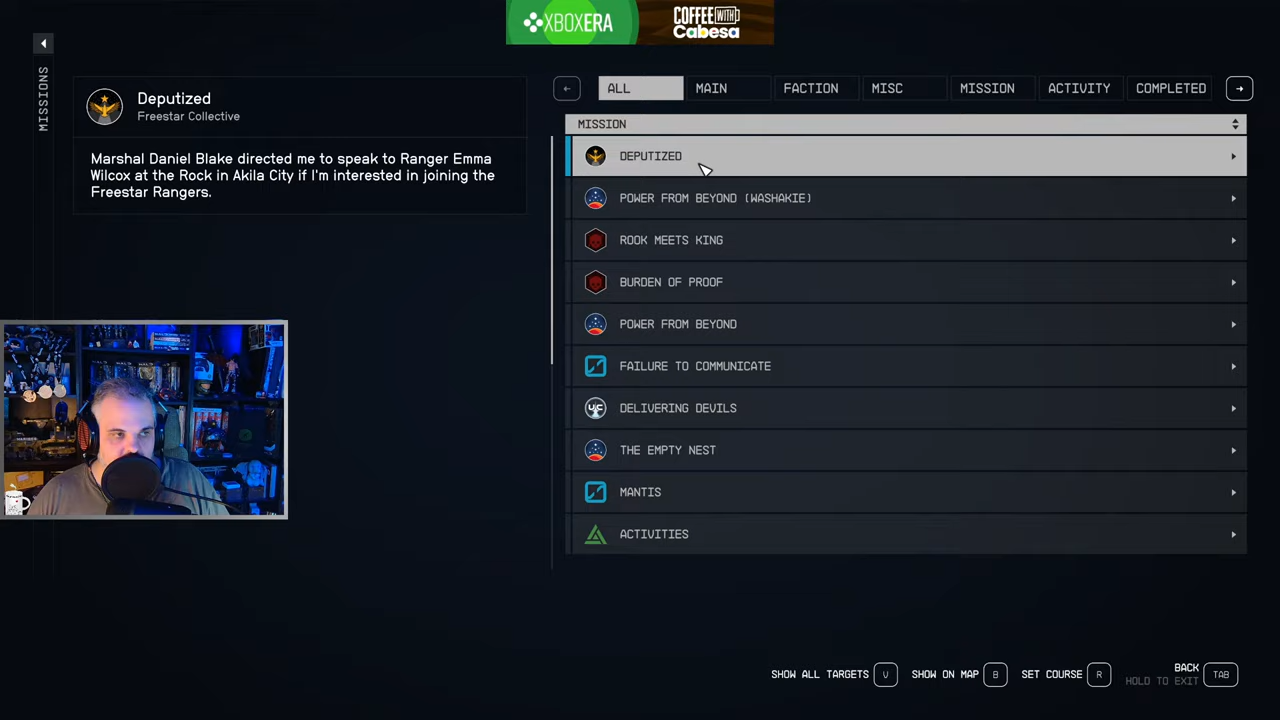 XBOXERA
COFFEE WITH
Cabesa
MISSIONS
Deputized
Freestar Collective
Marshal Daniel Blake directed me to speak to Ranger Emma
Wilcox at the Rock in Akila City if I'm interested in joining the
Freestar Rangers.
ALL
MAIN
FACTION
MISC
MISSION
ACTIVITY
COMPLETED
MISSION
DEPUTIZED
POWER FROM BEYOND (WASHAKIE)
ROOK MEETS KING
BURDEN OF PROOF
POWER FROM BEYOND
FAILURE TO COMMUNICATE
DELIVERING DEVILS
THE EMPTY NEST
MANTIS
ACTIVITIES
SHOW ALL TARGETS V
SHOW ON MAP B
SET COURSE R
BACK
HOLD TO EXIT
TAB